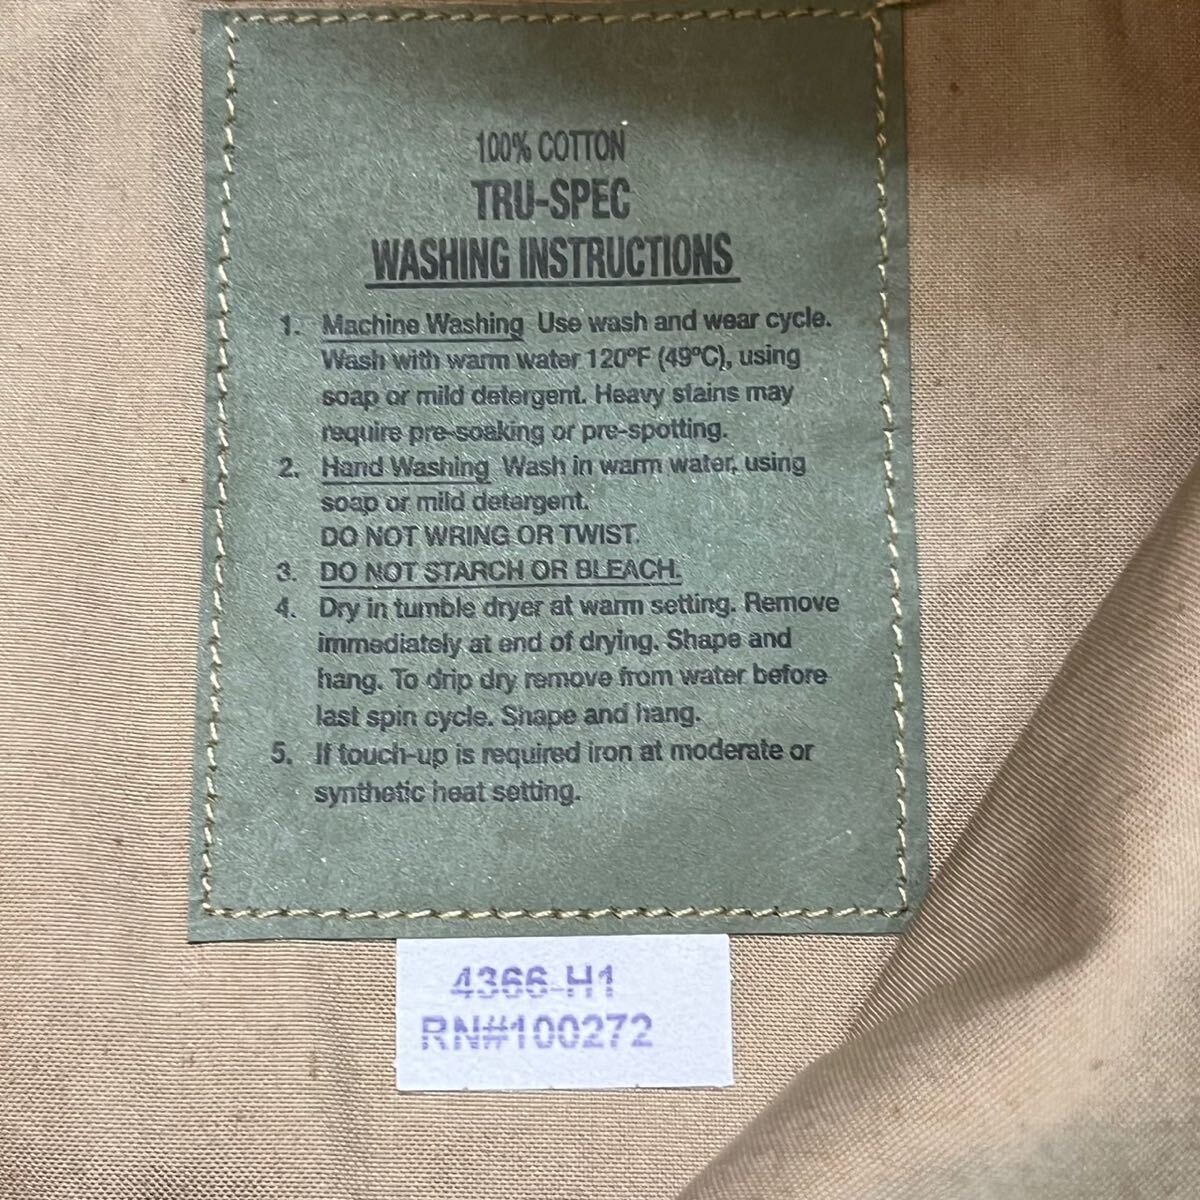 100% COTTON
TRU-SPEC
WASHING INSTRUCTIONS
1. Machine Washing Use wash and wear cycle.
Wash with warm water 120ºF (49ºC), using
soap or mild detergent. Heavy stains may
require pre-soaking or pre-spotting.
2. Hand Washing Wash in warm water, using
soap or mild detergent.
DO NOT WRING OR TWIST.
3. DO NOT STARCH OR BLEACH.
4. Dry in tumble dryer at warm setting. Remove
immediately at end of drying. Shape and
hang. To drip dry remove from water before
last spin cycle. Shape and hang.
5. If touch-up is required iron at moderate or
synthetic heat setting.
4366-H1
RN#100272